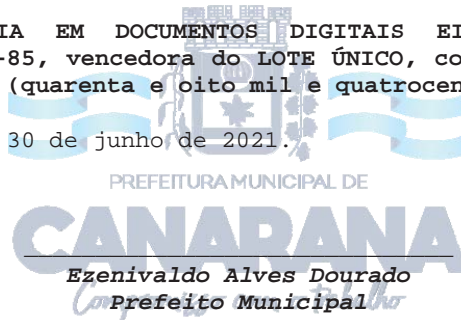 IA EM DOCUMENTOS DIGITAIS EI
-85, vencedora do LOTE ÚNICO, co
(quarenta e oito mil e quatrocen
30 de junho de 2021.
PREFEITURA MUNICIPAL DE
CANARANA
Ezenivaldo Alves Dourado
Prefeito Municipal